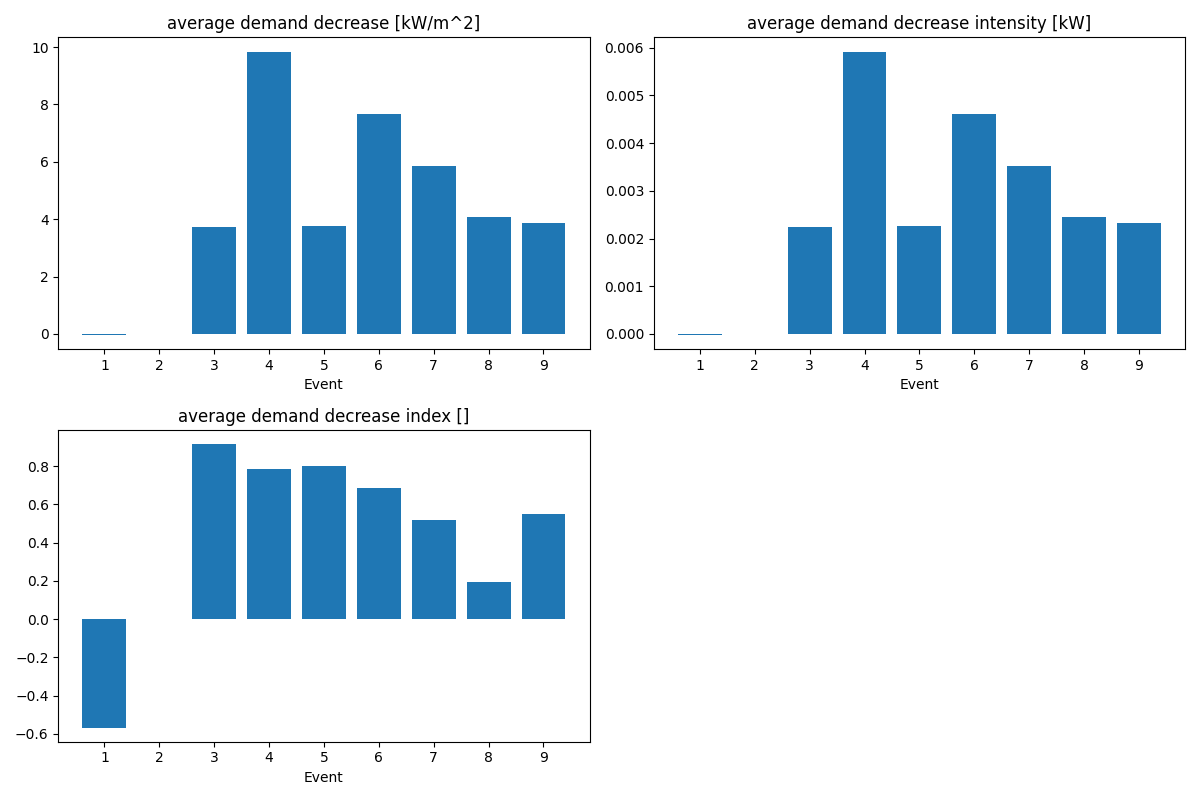 average demand decrease [kW/m^2]
10
8
6
4
2
0
1 2 3 4 5 6 7 8 9
Event
average demand decrease intensity [kW]
0.006
0.005
0.004
0.003
0.002
0.001
0.000
1 2 3 4 5 6 7 8 9
Event
average demand decrease index []
0.8
0.6
0.4
0.2
0.0
−0.2
−0.4
−0.6
1 2 3 4 5 6 7 8 9
Event